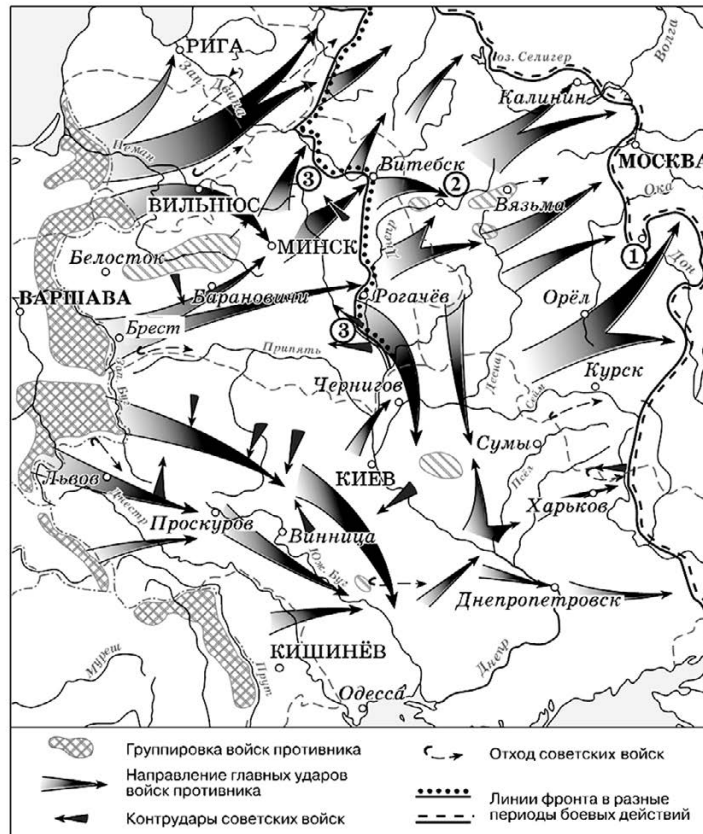 РИГА
Зап. Двина
оз. Селигер
Волга
Калинин
Неман
МОСКВА
Витебск
3
2
Вязьма
Ока
ВИЛЬНЮС
Днепр
МИНСК
1
Дон
Белосток
Барановичи
ВАРШАВА
Рогачёв
Орёл
Брест
3
Припять
Десна
Зап. Буг
Чернигов
Сейм
Курск
Сумы
КИЕВ
Псёл
Львов
Харьков
Днестр
Проскуров
Винница
Юж. Буг
Днепропетровск
КИШИНЁВ
Муреш
Прут
Днепр
Одесса
Группировка войск противника
Направление главных ударов
войск противника
Контрудары советских войск
Отход советских войск
Линии фронта в разные
периоды боевых действий